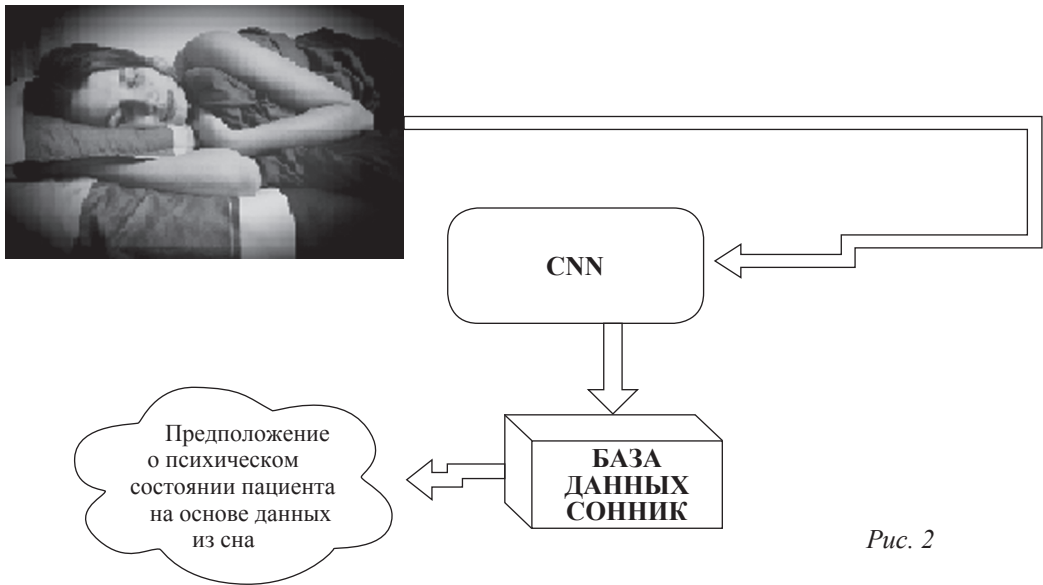 CNN
БАЗА
ДАННЫХ
СОННИК
Предположение
о психическом
состоянии пациента
на основе данных
из сна
Рис. 2